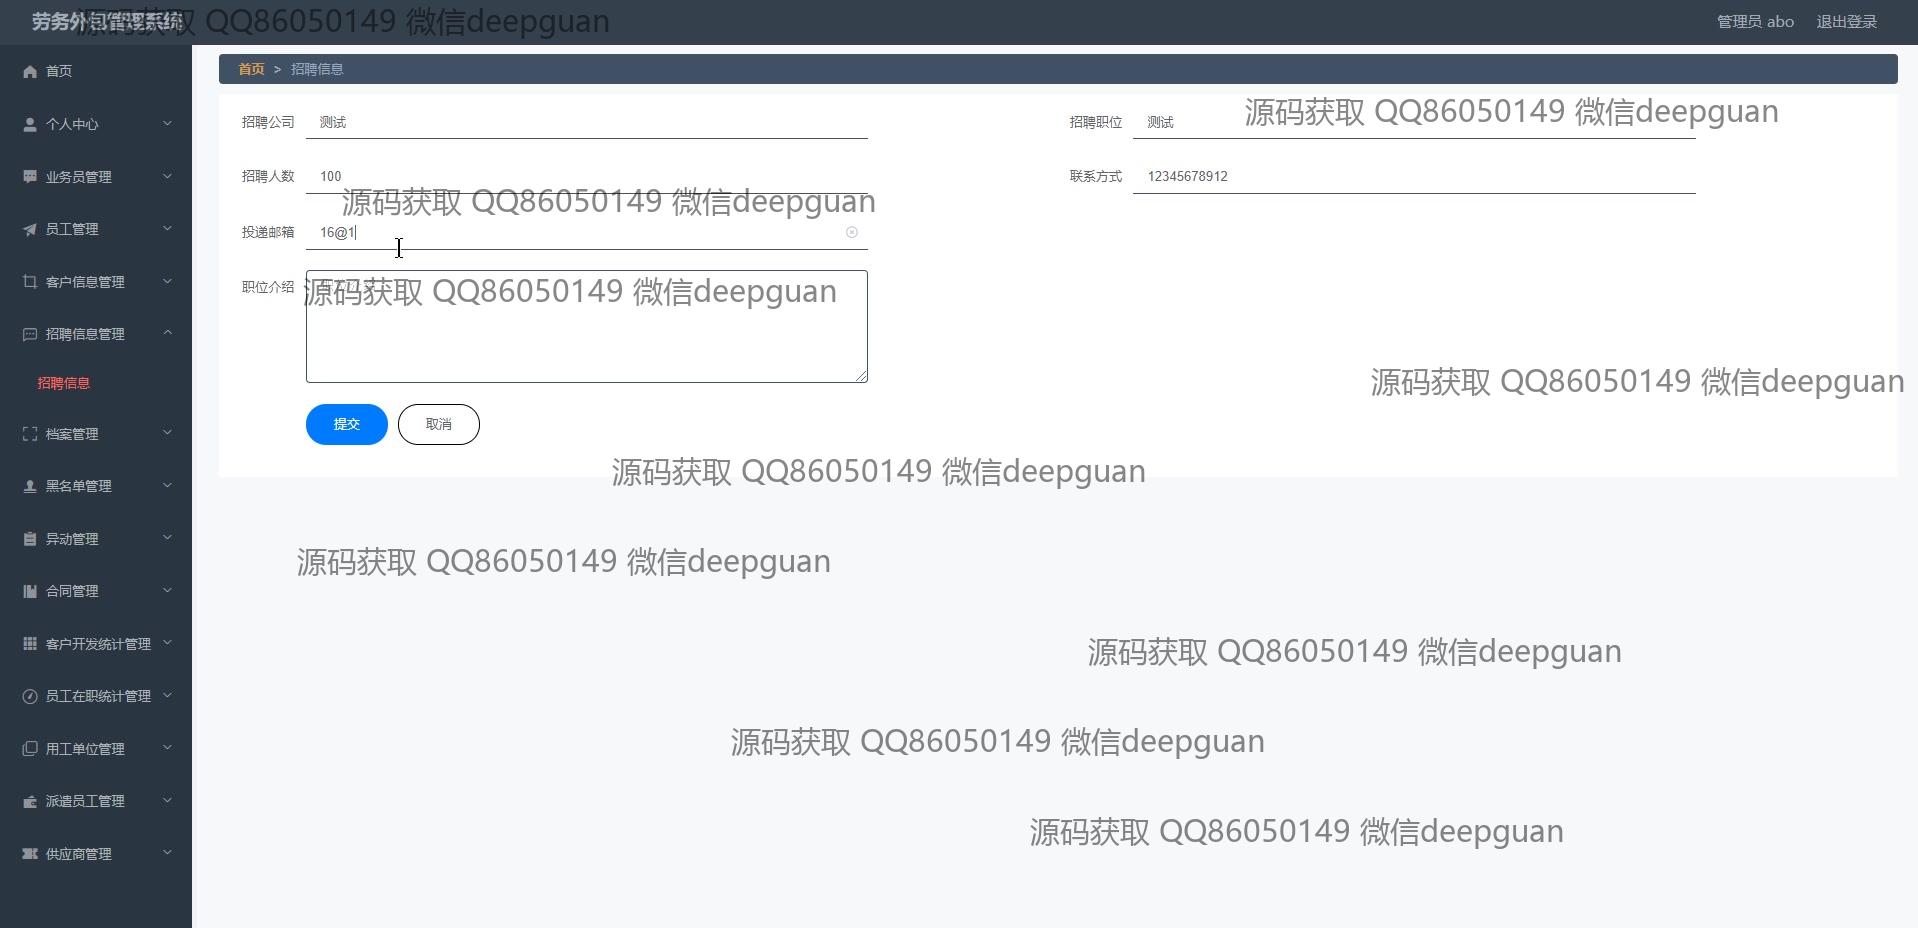 劳务外包管理系统
源码获取 QQ86050149 微信deepguan
管理员 abo 退出登录
首页
个人中心
业务员管理
员工管理
客户信息管理
招聘信息管理
招聘信息
档案管理
黑名单管理
异动管理
合同管理
客户开发统计管理
员工在职统计管理
用工单位管理
派遣员工管理
供应商管理
首页 > 招聘信息
招聘公司 测试
招聘职位 测试
源码获取 QQ86050149 微信deepguan
招聘人数 100
联系方式 12345678912
源码获取 QQ86050149 微信deepguan
投递邮箱 16@1
职位介绍
源码获取 QQ86050149 微信deepguan
源码获取 QQ86050149 微信deepguan
提交 取消
源码获取 QQ86050149 微信deepguan
源码获取 QQ86050149 微信deepguan
源码获取 QQ86050149 微信deepguan
源码获取 QQ86050149 微信deepguan
源码获取 QQ86050149 微信deepguan